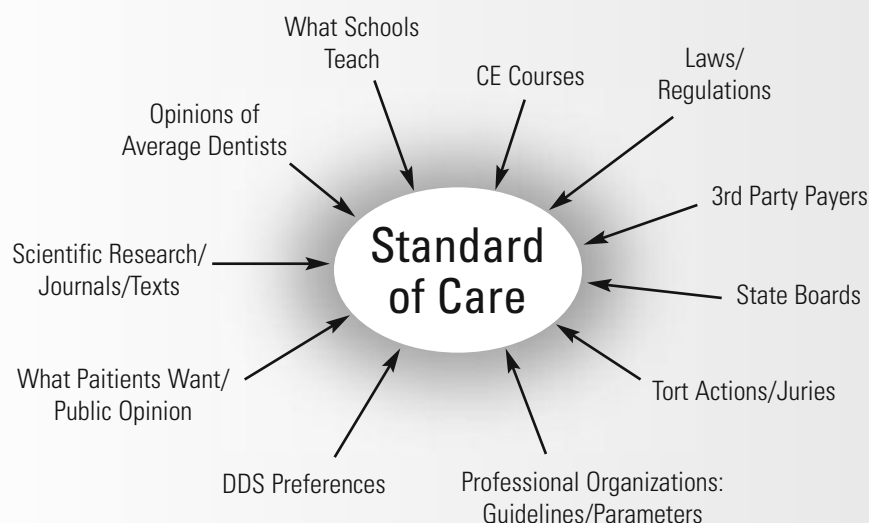 What Schools
Teach
CE Courses
Laws/
Regulations
Opinions of
Average Dentists
3rd Party Payers
Standard
of Care
Scientific Research/
Journals/Texts
State Boards
What Paitients Want/
Public Opinion
Tort Actions/Juries
DDS Preferences
Professional Organizations:
Guidelines/Parameters